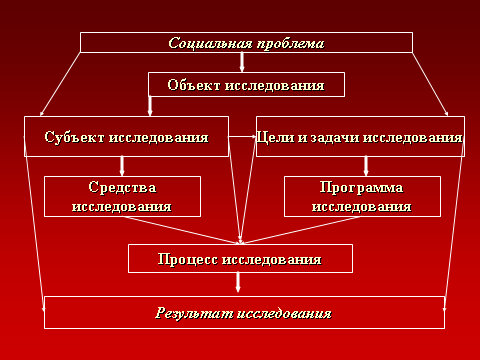 Социальная проблема
Объект исследования
Субъект исследования
Цели и задачи исследования
Средства
исследования
Программа
исследования
Процесс исследования
Результат исследования